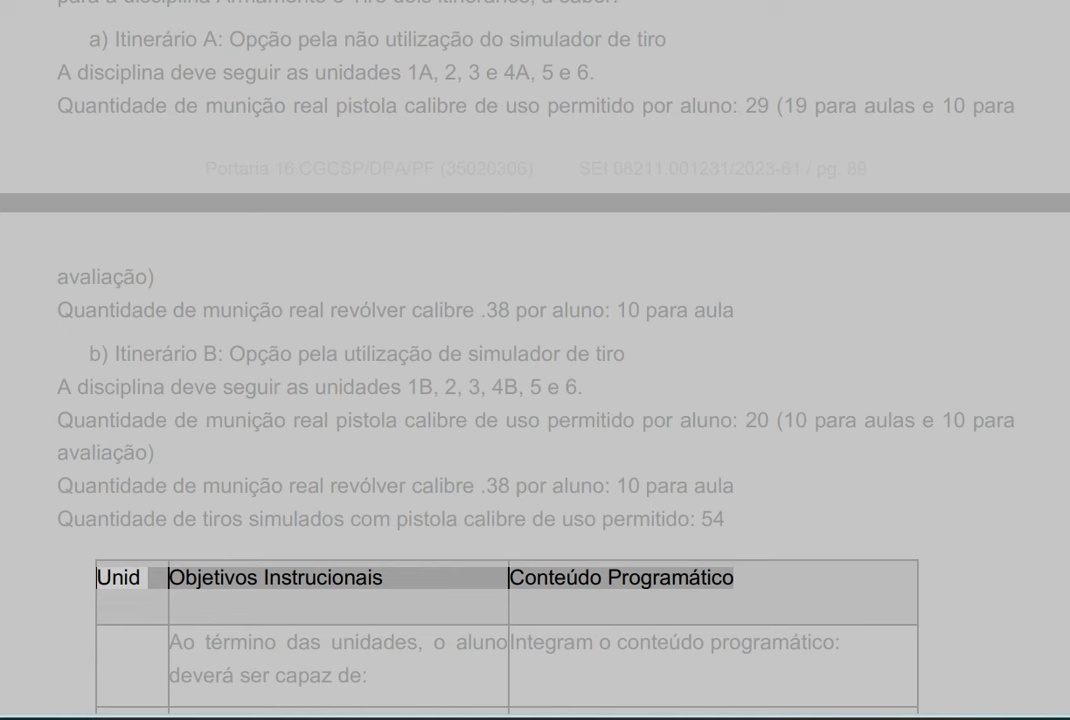 para a disciplina Armamento e Tiro dois itinerários, a saber:
a) Itinerário A: Opção pela não utilização do simulador de tiro
A disciplina deve seguir as unidades 1A, 2, 3 e 4A, 5 e 6.
Quantidade de munição real pistola calibre de uso permitido por aluno: 29 (19 para aulas e 10 para
Portaria 16 CGCSP/DPA/PF (35020306) SEI 08211.001231/2023-61 / pg. 89
avaliação)
Quantidade de munição real revólver calibre .38 por aluno: 10 para aula
b) Itinerário B: Opção pela utilização de simulador de tiro
A disciplina deve seguir as unidades 1B, 2, 3, 4B, 5 e 6.
Quantidade de munição real pistola calibre de uso permitido por aluno: 20 (10 para aulas e 10 para
avaliação)
Quantidade de munição real revólver calibre .38 por aluno: 10 para aula
Quantidade de tiros simulados com pistola calibre de uso permitido: 54
Unid Objetivos Instrucionais Conteúdo Programático
Ao término das unidades, o aluno Integram o conteúdo programático:
deverá ser capaz de: